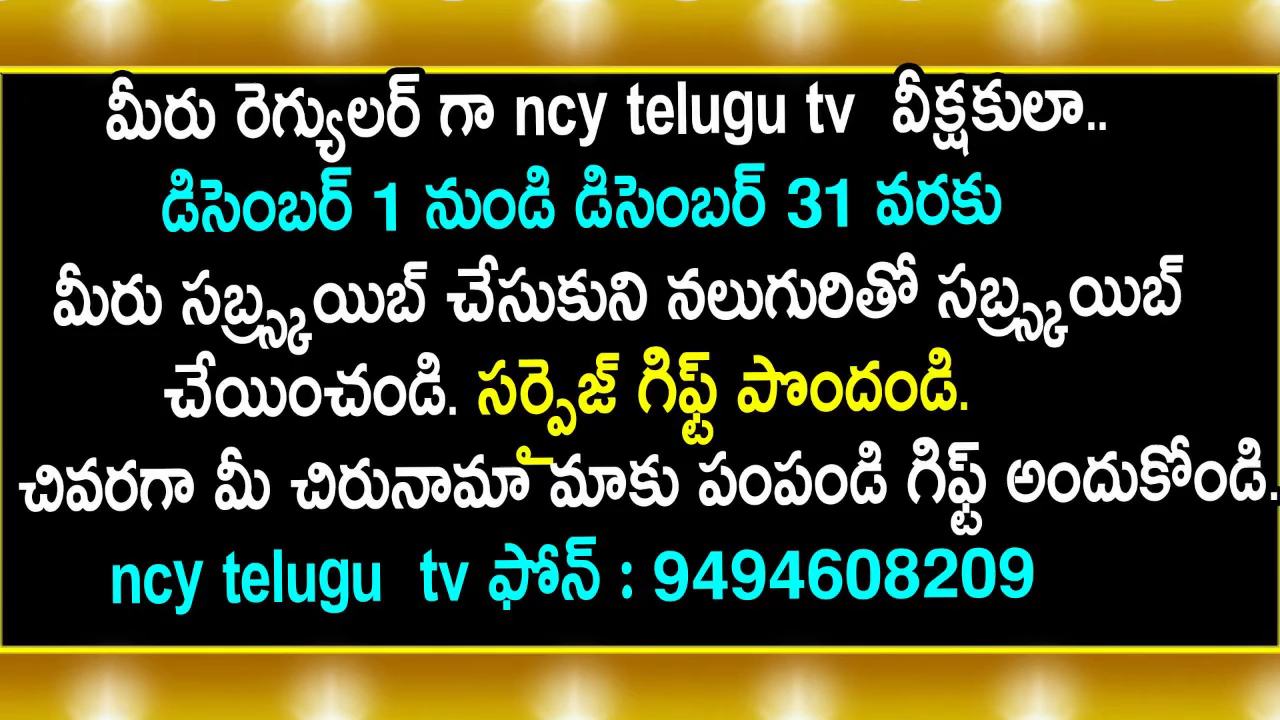 మీరు రెగ్యులర్ గా ncy telugu tv వీక్షకులా..
డిసెంబర్ 1 నుండి డిసెంబర్ 31 వరకు
మీరు సబ్స్క్రయిబ్ చేసుకుని నలుగురితో సబ్స్క్రయిబ్
చేయించండి. సర్ప్రైజ్ గిఫ్ట్ పొందండి.
చివరగా మీ చిరునామా మాకు పంపండి గిఫ్ట్ అందుకోండి.
ncy telugu tv ఫోన్ : 9494608209